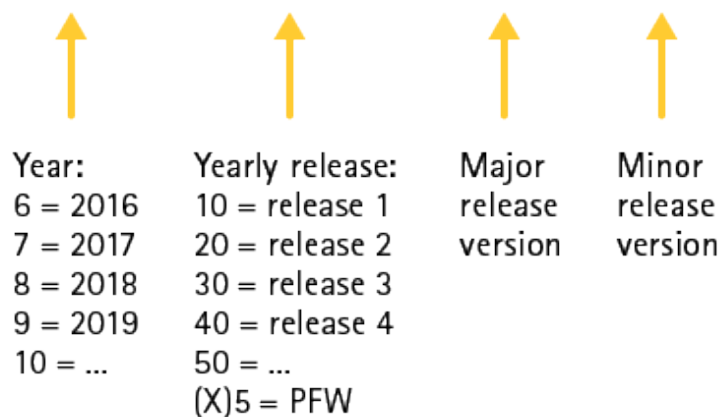 Year:
6 = 2016
7 = 2017
8 = 2018
9 = 2019
10 = ...
Yearly release:
10 = release 1
20 = release 2
30 = release 3
40 = release 4
50 = ...
(X)5 = PFW
Major
release
version
Minor
release
version